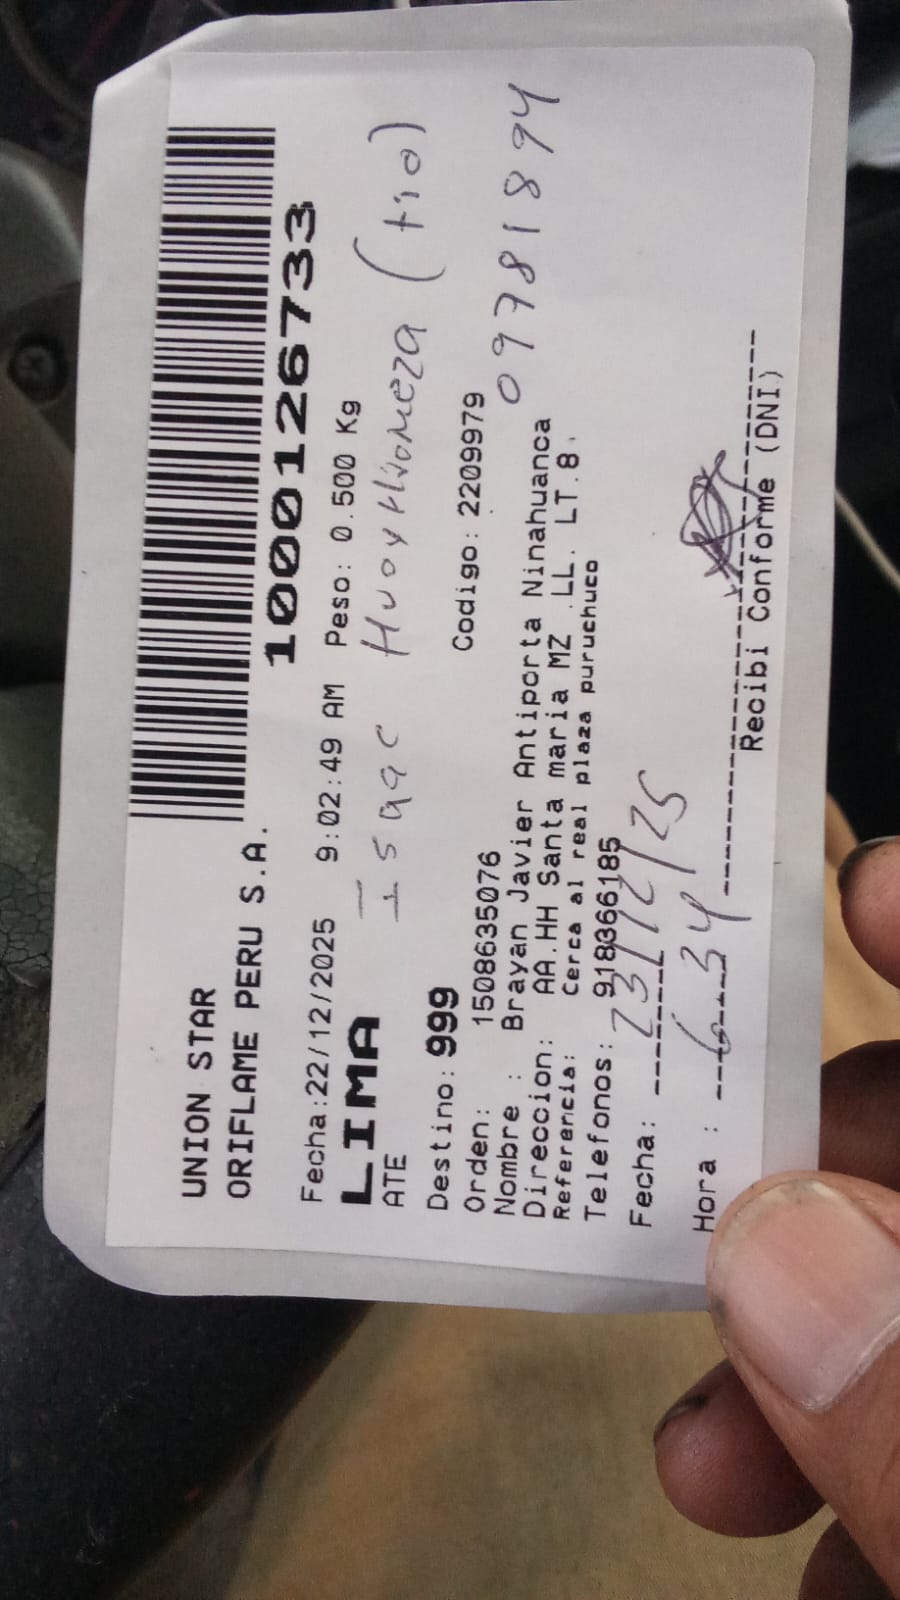 UNION STAR
ORIFLAME PERU S.A.
1000126733
Fecha:22/12/2025 9:02:49 AM Peso: 0.500 Kg
LIMA
ATE
Isaac (tio)
Destino: 999 Codigo: 2209979
Orden: 1508635076
09781894
Nombre : Brayan Javier Antiporta Ninahuanca
Direccion: AA.HH Santa maria MZ .LL. LT.8.
Referencia: Cerca al real plaza puruchuco
Telefonos: 918366185
Fecha: 23/12/25
Hora : 6:34
Recibi Conforme (DNI)